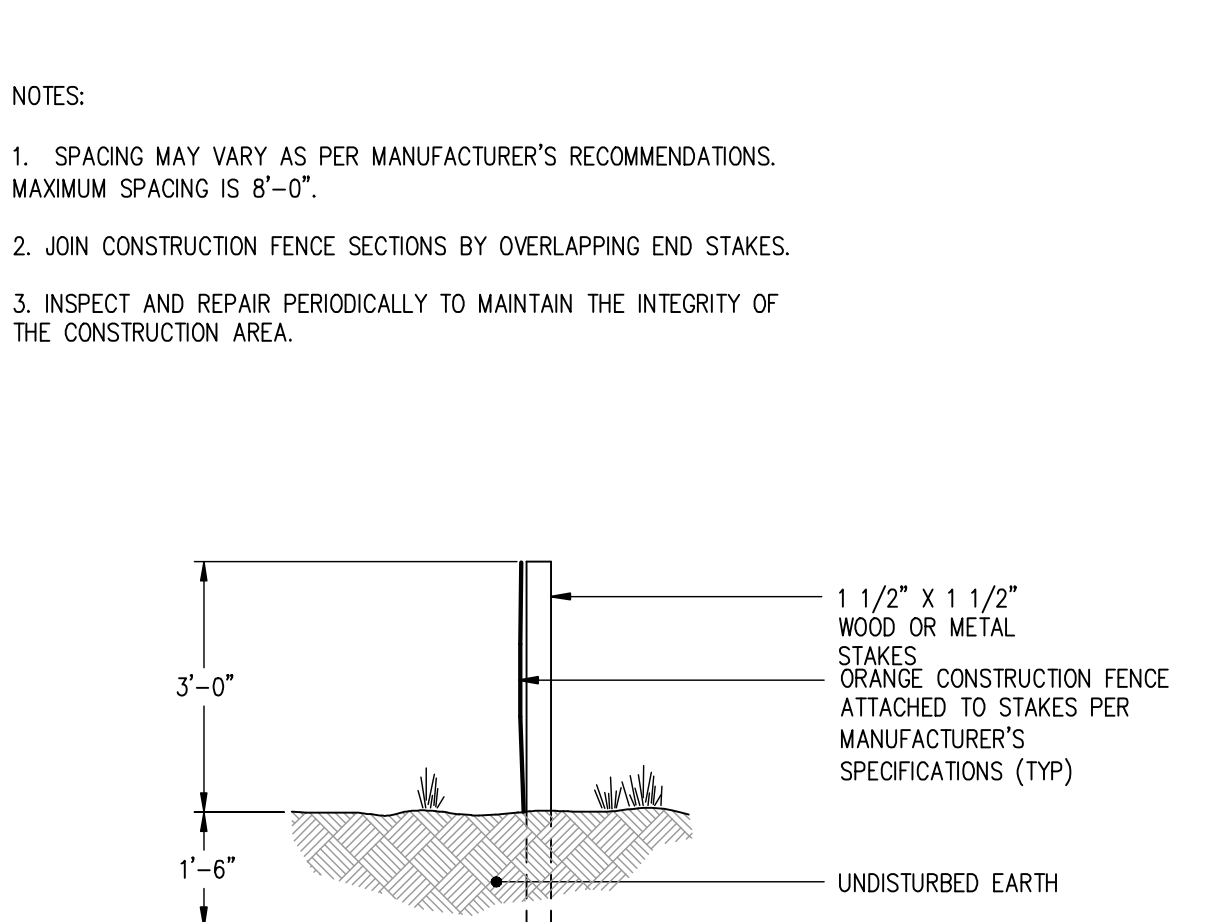 NOTES:
1. SPACING MAY VARY AS PER MANUFACTURER'S RECOMMENDATIONS.
MAXIMUM SPACING IS 8'-0".
2. JOIN CONSTRUCTION FENCE SECTIONS BY OVERLAPPING END STAKES.
3. INSPECT AND REPAIR PERIODICALLY TO MAINTAIN THE INTEGRITY OF
THE CONSTRUCTION AREA.
1 1/2" X 1 1/2"
WOOD OR METAL
STAKES
ORANGE CONSTRUCTION FENCE
ATTACHED TO STAKES PER
MANUFACTURER'S
SPECIFICATIONS (TYP)
3'-0"
1'-6"
UNDISTURBED EARTH